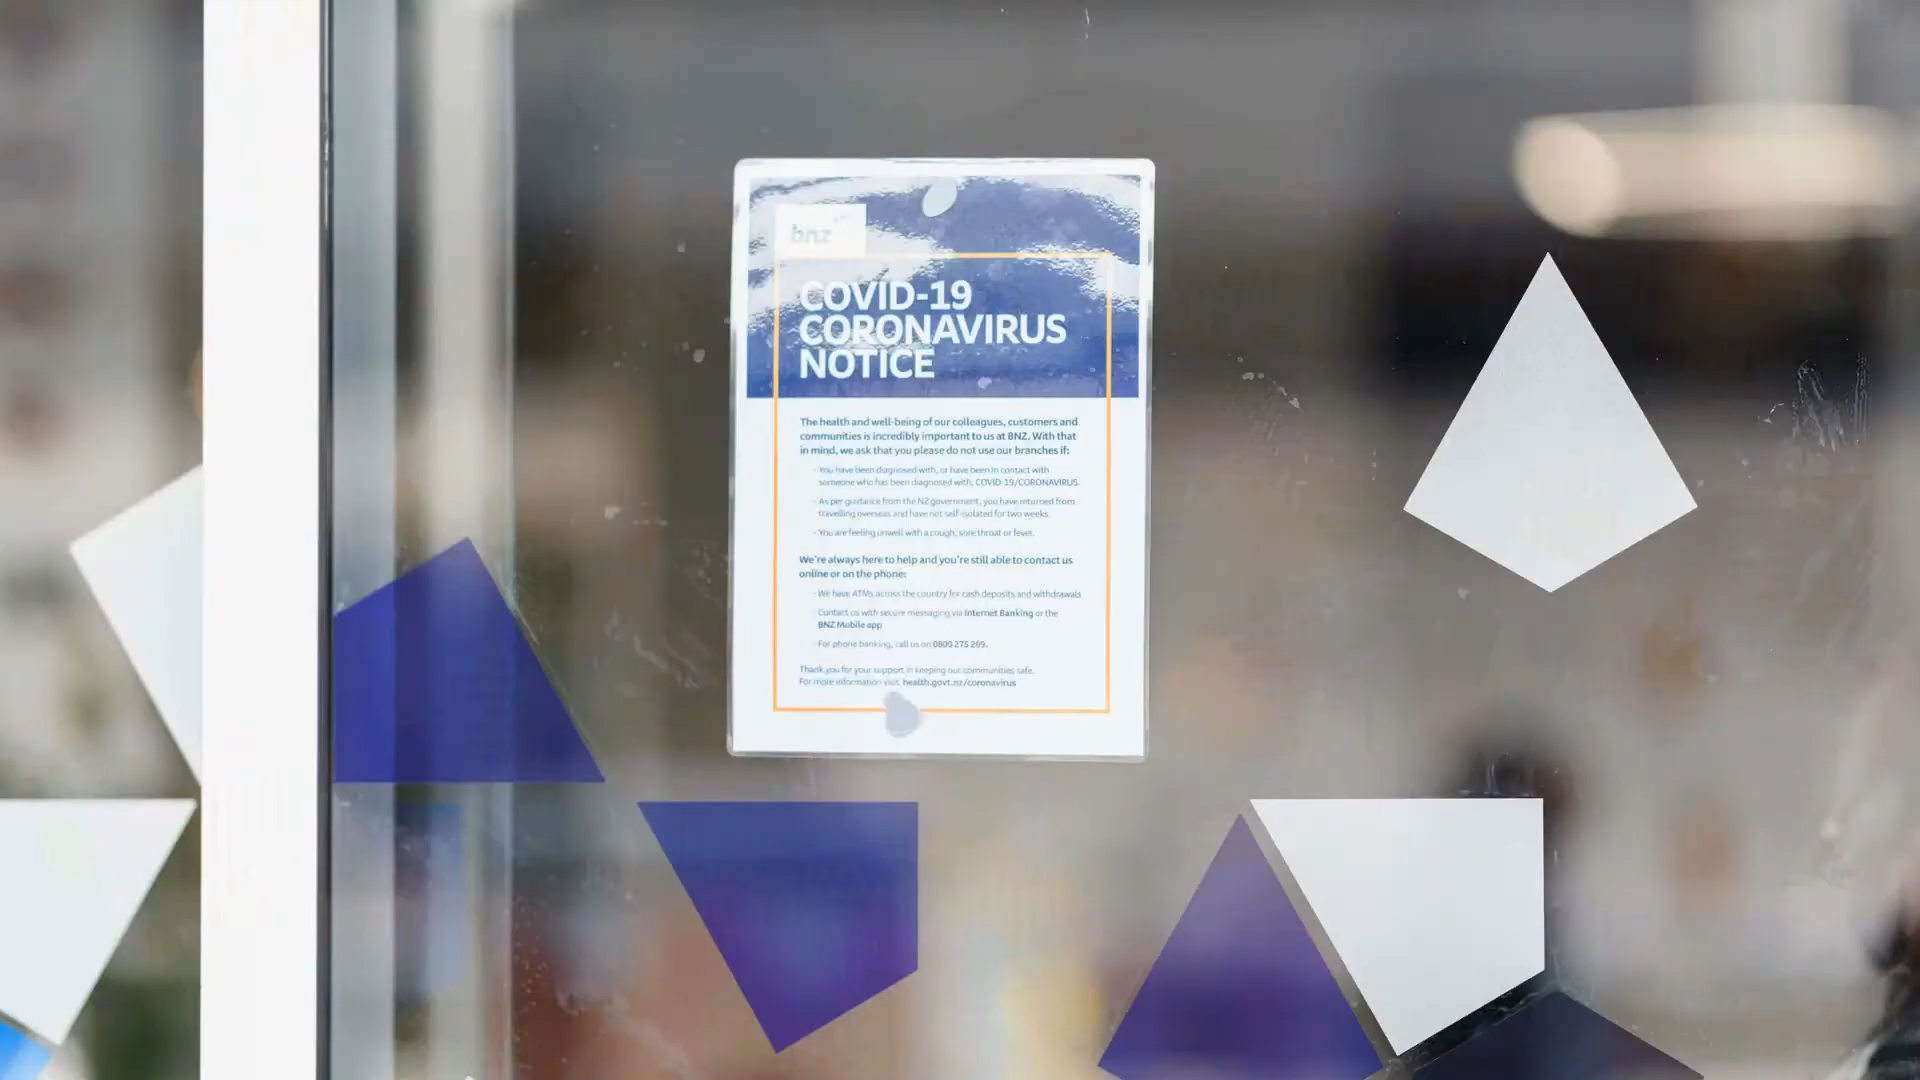 bnz
COVID-19
CORONAVIRUS
NOTICE
The health and well-being of our colleagues, customers and
communities is incredibly important to us at BNZ. With that
in mind, we ask that you please do not use our branches if:
- You have been diagnosed with, or have been in contact with
someone who has been diagnosed with, COVID-19/CORONAVIRUS.
- As per guidance from the NZ government, you have returned from
travelling overseas and have not self-isolated for two weeks.
- You are feeling unwell with a cough, sore throat or fever.
We're always here to help and you're still able to contact us
online or on the phone:
- We have ATMs across the country for cash deposits and withdrawals
- Contact us with secure messaging via Internet Banking or the
BNZ Mobile app
- For phone banking, call us on 0800 275 269.
Thank you for your support in keeping our communities safe.
For more information visit health.govt.nz/coronavirus